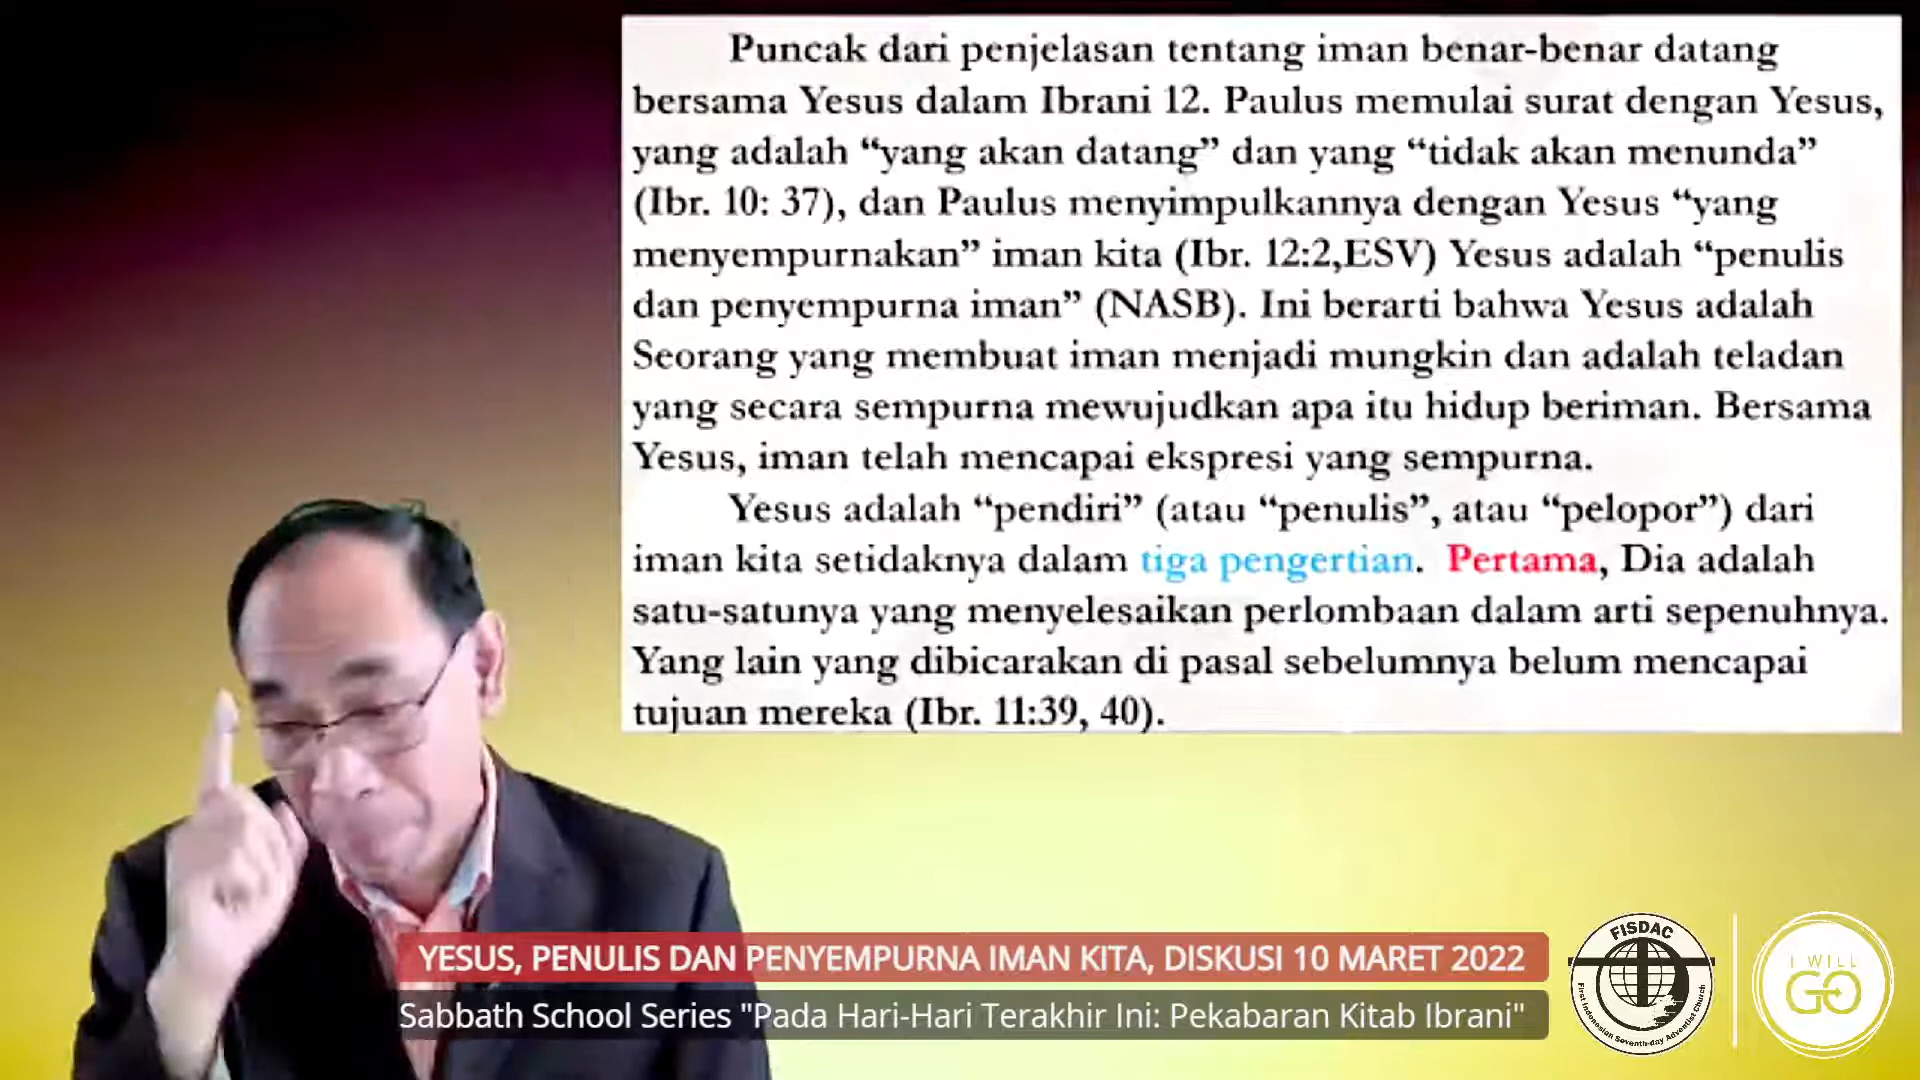 Puncak dari penjelasan tentang iman benar-benar datang
bersama Yesus dalam Ibrani 12. Paulus memulai surat dengan Yesus,
yang adalah “yang akan datang” dan yang “tidak akan menunda”
(Ibr. 10: 37), dan Paulus menyimpulkannya dengan Yesus “yang
menyempurnakan” iman kita (Ibr. 12:2,ESV) Yesus adalah “penulis
dan penyempurna iman” (NASB). Ini berarti bahwa Yesus adalah
Seorang yang membuat iman menjadi mungkin dan adalah teladan
yang secara sempurna mewujudkan apa itu hidup beriman. Bersama
Yesus, iman telah mencapai ekspresi yang sempurna.
Yesus adalah “pendiri” (atau “penulis”, atau “pelopor”) dari
iman kita setidaknya dalam tiga pengertian. Pertama, Dia adalah
satu-satunya yang menyelesaikan perlombaan dalam arti sepenuhnya.
Yang lain yang dibicarakan di pasal sebelumnya belum mencapai
tujuan mereka (Ibr. 11:39, 40).
YESUS, PENULIS DAN PENYEMPURNA IMAN KITA, DISKUSI 10 MARET 2022
Sabbath School Series "Pada Hari-Hari Terakhir Ini: Pekabaran Kitab Ibrani"
FISDAC
First Indonesian Seventh-day Adventist Church
I WILL
GO